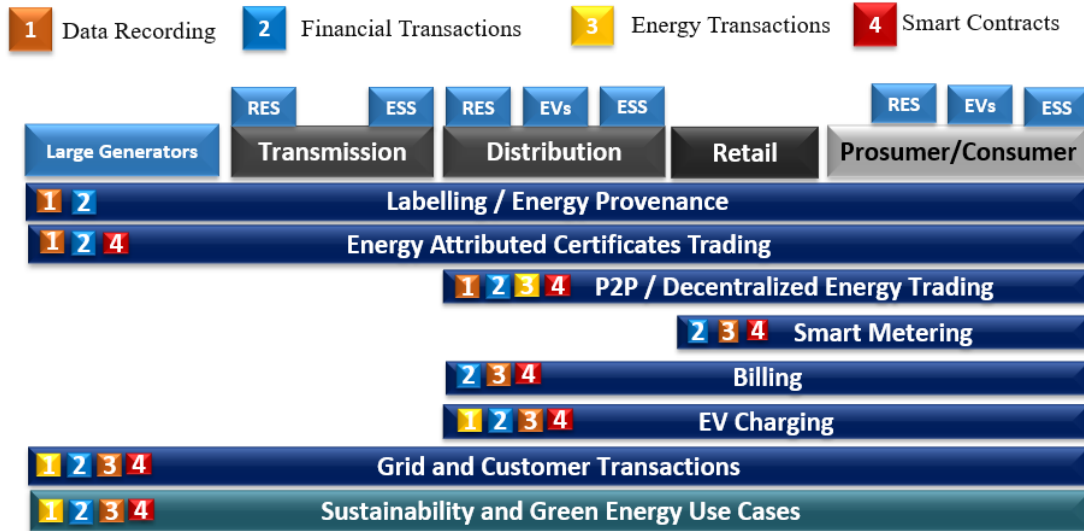 1 Data Recording 2 Financial Transactions 3 Energy Transactions 4 Smart Contracts
RES ESS RES EVs ESS RES EVs ESS
Large Generators Transmission Distribution Retail Prosumer/Consumer
1 2 Labelling / Energy Provenance
1 2 4 Energy Attributed Certificates Trading
1 2 3 4 P2P / Decentralized Energy Trading
2 3 4 Smart Metering
2 3 4 Billing
1 2 3 4 EV Charging
1 2 3 4 Grid and Customer Transactions
1 2 3 4 Sustainability and Green Energy Use Cases